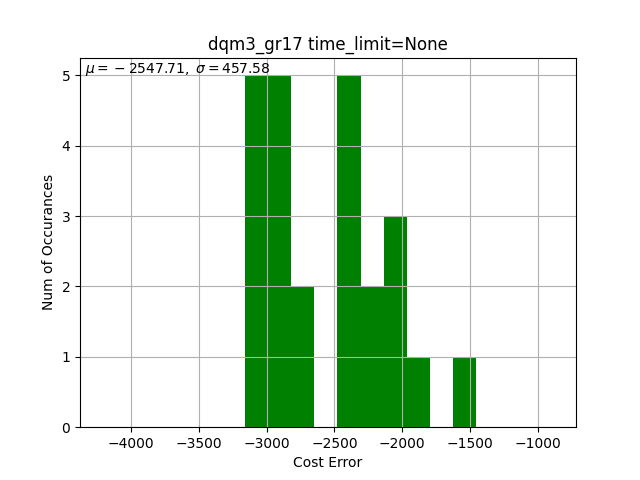 dqm3_gr17 time_limit=None
μ = −2547.71, σ = 457.58
5
4
3
2
1
0
Num of Occurances
−4000 −3500 −3000 −2500 −2000 −1500 −1000
Cost Error